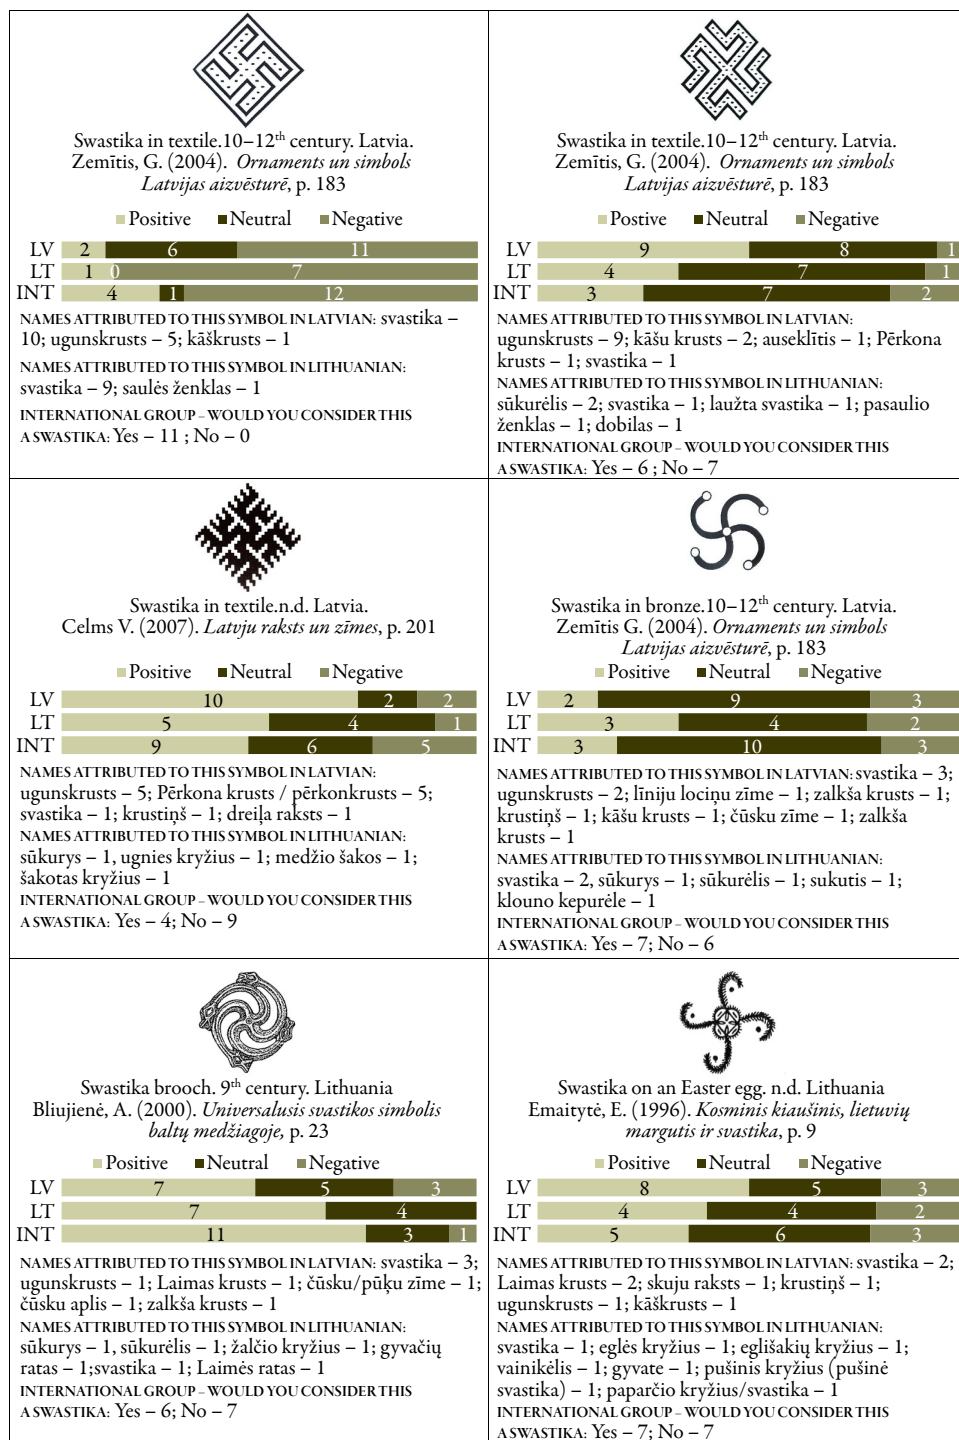 Swastika in textile.10–12th century. Latvia.
Zemītis, G. (2004). Ornaments un simbols
Latvijas aizvēsturē, p. 183
Positive Neutral Negative
LV 2 6 11
LT 1 0 7
INT 4 1 12
NAMES ATTRIBUTED TO THIS SYMBOL IN LATVIAN: svastika –
10; ugunskrusts – 5; kāškrusts – 1
NAMES ATTRIBUTED TO THIS SYMBOL IN LITHUANIAN:
svastika – 9; saulės ženklas – 1
INTERNATIONAL GROUP – WOULD YOU CONSIDER THIS
A SWASTIKA: Yes – 11 ; No – 0
Swastika in textile.10–12th century. Latvia.
Zemītis, G. (2004). Ornaments un simbols
Latvijas aizvēsturē, p. 183
Postive Neutral Negative
LV 9 8 1
LT 4 7 1
INT 3 7 2
NAMES ATTRIBUTED TO THIS SYMBOL IN LATVIAN:
ugunskrusts – 9; kāšu krusts – 2; auseklītis – 1; Pērkona
krusts – 1; svastika – 1
NAMES ATTRIBUTED TO THIS SYMBOL IN LITHUANIAN:
sūkurėlis – 2; svastika – 1; laužta svastika – 1; pasaulio
ženklas – 1; dobilas – 1
INTERNATIONAL GROUP – WOULD YOU CONSIDER THIS
A SWASTIKA: Yes – 6 ; No – 7
Swastika in textile.n.d. Latvia.
Celms V. (2007). Latvju raksts un zīmes, p. 201
Positive Neutral Negative
LV 10 2 2
LT 5 4 1
INT 9 6 5
NAMES ATTRIBUTED TO THIS SYMBOL IN LATVIAN:
ugunskrusts – 5; Pērkona krusts / pērkonkrusts – 5;
svastika – 1; krustiņš – 1; dreiļa raksts – 1
NAMES ATTRIBUTED TO THIS SYMBOL IN LITHUANIAN:
sūkurys – 1, ugnies kryžius – 1; medžio šakos – 1;
šakotas kryžius – 1
INTERNATIONAL GROUP – WOULD YOU CONSIDER THIS
A SWASTIKA: Yes – 4; No – 9
Swastika in bronze.10–12th century. Latvia.
Zemītis G. (2004). Ornaments un simbols
Latvijas aizvēsturē, p. 183
Positive Neutral Negative
LV 2 9 3
LT 3 4 2
INT 3 10 3
NAMES ATTRIBUTED TO THIS SYMBOL IN LATVIAN: svastika – 3;
ugunskrusts – 2; līniju lociņu zīme – 1; zalkša krusts – 1;
krustiņš – 1; kāšu krusts – 1; čūsku zīme – 1; zalkša
krusts – 1
NAMES ATTRIBUTED TO THIS SYMBOL IN LITHUANIAN:
svastika – 2, sūkurys – 1; sūkurėlis – 1; sukutis – 1;
klouno kepurėle – 1
INTERNATIONAL GROUP – WOULD YOU CONSIDER THIS
A SWASTIKA: Yes – 7; No – 6
Swastika brooch. 9th century. Lithuania
Bliujienė, A. (2000). Universalusis svastikos simbolis
baltų medžiagoje, p. 23
Positive Neutral Negative
LV 7 5 3
LT 7 4
INT 11 3 1
NAMES ATTRIBUTED TO THIS SYMBOL IN LATVIAN: svastika – 3;
ugunskrusts – 1; Laimas krusts – 1; čūsku/pūķu zīme – 1;
čūsku aplis – 1; zalkša krusts – 1
NAMES ATTRIBUTED TO THIS SYMBOL IN LITHUANIAN:
sūkurys – 1, sūkurėlis – 1; žalčio kryžius – 1; gyvačių
ratas – 1;svastika – 1; Laimės ratas – 1
INTERNATIONAL GROUP – WOULD YOU CONSIDER THIS
A SWASTIKA: Yes – 6; No – 7
Swastika on an Easter egg. n.d. Lithuania
Emaitytė, E. (1996). Kosminis kiaušinis, lietuvių
margutis ir svastika, p. 9
Positive Neutral Negative
LV 8 5 3
LT 4 4 2
INT 5 6 3
NAMES ATTRIBUTED TO THIS SYMBOL IN LATVIAN: svastika – 2;
Laimas krusts – 2; skuju raksts – 1; krustiņš – 1;
ugunskrusts – 1; kāškrusts – 1
NAMES ATTRIBUTED TO THIS SYMBOL IN LITHUANIAN:
svastika – 1; eglės kryžius – 1; eglišakių kryžius – 1;
vainikėlis – 1; gyvate – 1; pušinis kryžius (pušinė
svastika) – 1; paparčio kryžius/svastika – 1
INTERNATIONAL GROUP – WOULD YOU CONSIDER THIS
A SWASTIKA: Yes – 7; No – 7